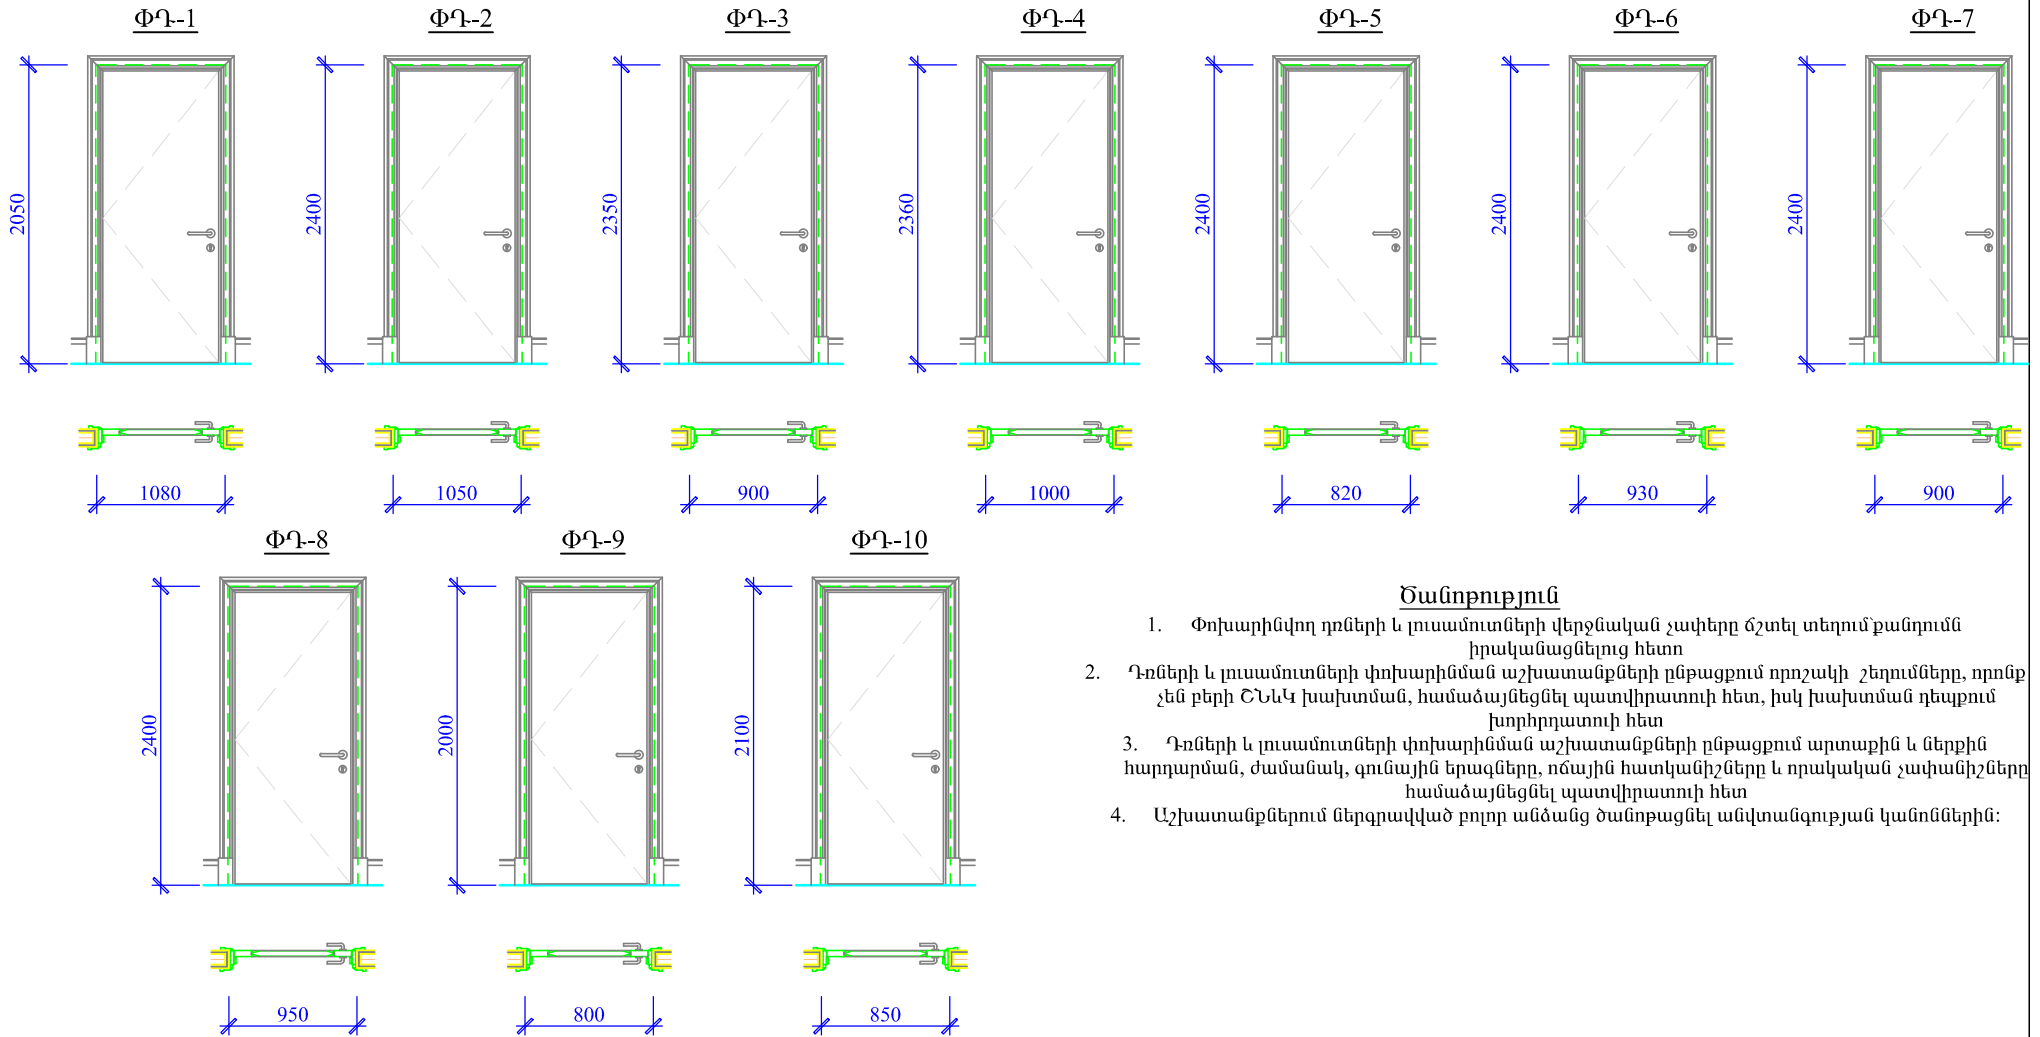 ՓԴ-1 ՓԴ-2 ՓԴ-3 ՓԴ-4 ՓԴ-5 ՓԴ-6 ՓԴ-7
2050 2400 2350 2360 2400 2400 2400
1080 1050 900 1000 820 930 900
ՓԴ-8 ՓԴ-9 ՓԴ-10
2400 2000 2100
950 800 850
Ծանոթություն
1. Փոխարինվող դռների և լուսամուտների վերջնական չափերը ճշտել տեղում՝քանդումն
իրականացնելուց հետո
2. Դռների և լուսամուտների փոխարինման աշխատանքների ընթացքում որոշակի շեղումները, որոնք
չեն բերի ՇՆևԿ խախտման, համաձայնեցնել պատվիրատուի հետ, իսկ խախտման դեպքում
խորհրդատուի հետ
3. Դռների և լուսամուտների փոխարինման աշխատանքների ընթացքում արտաքին և ներքին
հարդարման, ժամանակ, գունային երագները, ոճային հատկանիշները և որակական չափանիշները
համաձայնեցնել պատվիրատուի հետ
4. Աշխատանքներում ներգրավված բոլոր անձանց ծանոթացնել անվտանգության կանոններին: